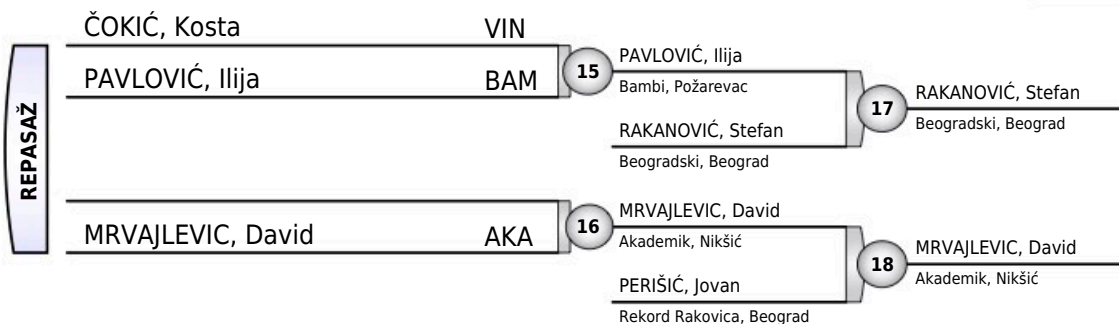 ČOKIĆ, Kosta VIN
PAVLOVIĆ, Ilija BAM
REPASAŽ
MRVAJLEVIC, David AKA
15
PAVLOVIĆ, Ilija
Bambi, Požarevac
RAKANOVIĆ, Stefan
Beogradski, Beograd
16
MRVAJLEVIC, David
Akademik, Nikšić
PERIŠIĆ, Jovan
Rekord Rakovica, Beograd
17
RAKANOVIĆ, Stefan
Beogradski, Beograd
18
MRVAJLEVIC, David
Akademik, Nikšić